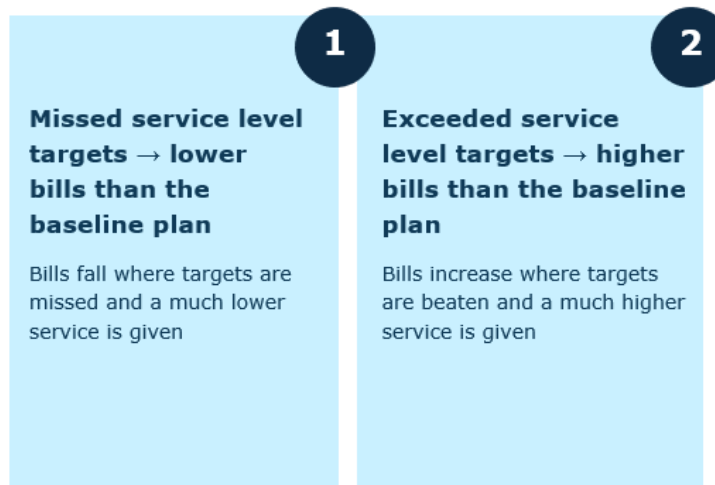 1
Missed service level
targets → lower
bills than the
baseline plan
Bills fall where targets are
missed and a much lower
service is given
2
Exceeded service
level targets → higher
bills than the baseline
plan
Bills increase where targets
are beaten and a much higher
service is given